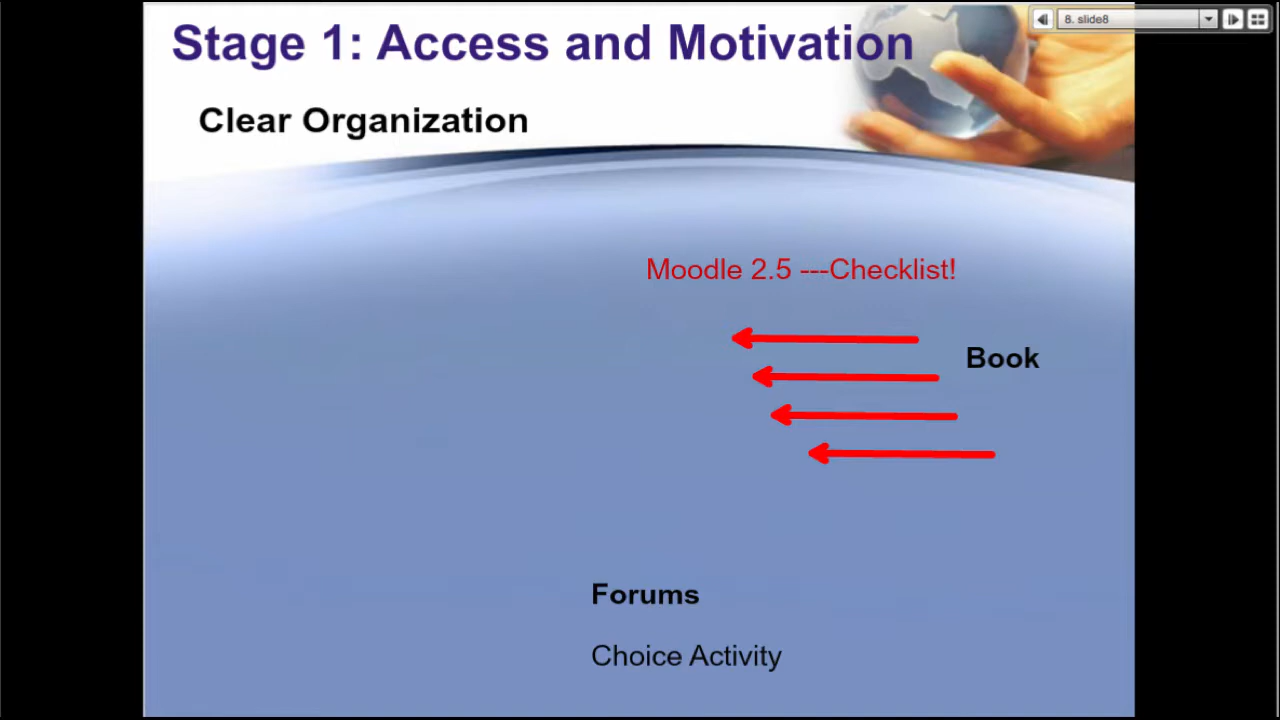 8. slide8
Stage 1: Access and Motivation
Clear Organization
Moodle 2.5 ---Checklist!
Book
Forums
Choice Activity